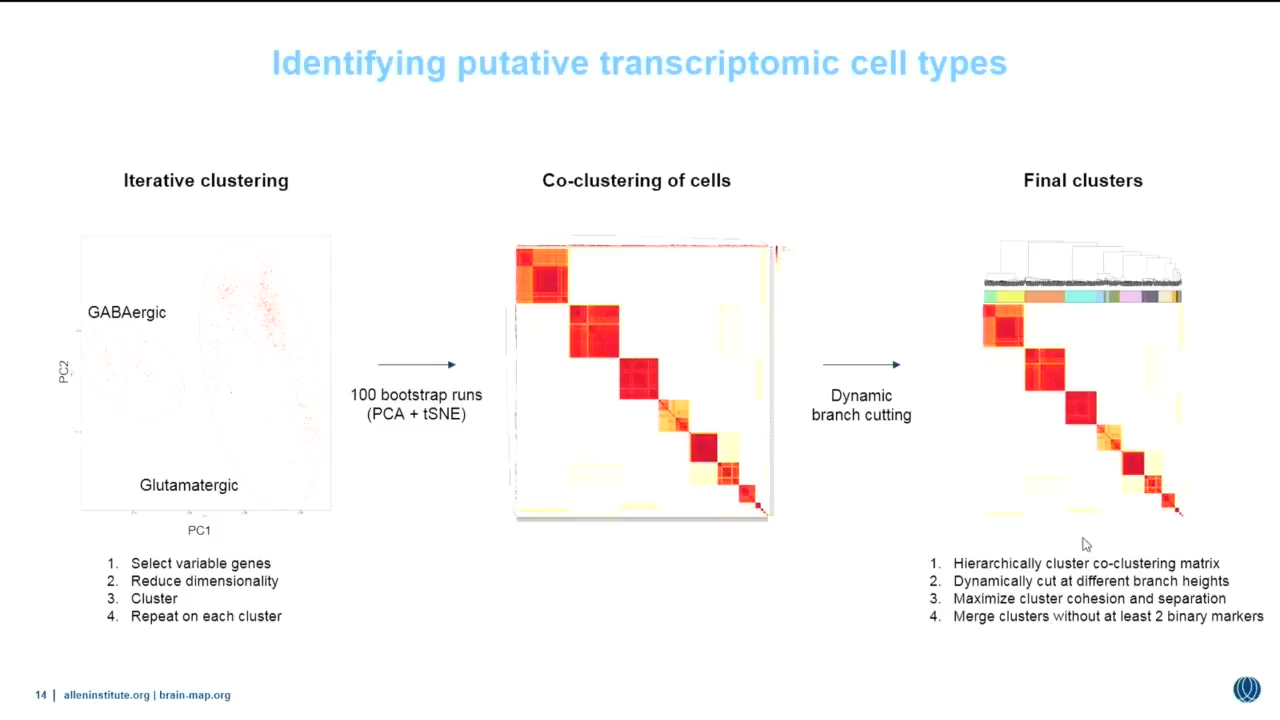 Identifying putative transcriptomic cell types
Iterative clustering
GABAergic
Glutamatergic
PC2
PC1
1. Select variable genes
2. Reduce dimensionality
3. Cluster
4. Repeat on each cluster
100 bootstrap runs
(PCA + tSNE)
Co-clustering of cells
Dynamic
branch cutting
Final clusters
1. Hierarchically cluster co-clustering matrix
2. Dynamically cut at different branch heights
3. Maximize cluster cohesion and separation
4. Merge clusters without at least 2 binary markers
14 | alleninstitute.org | brain-map.org